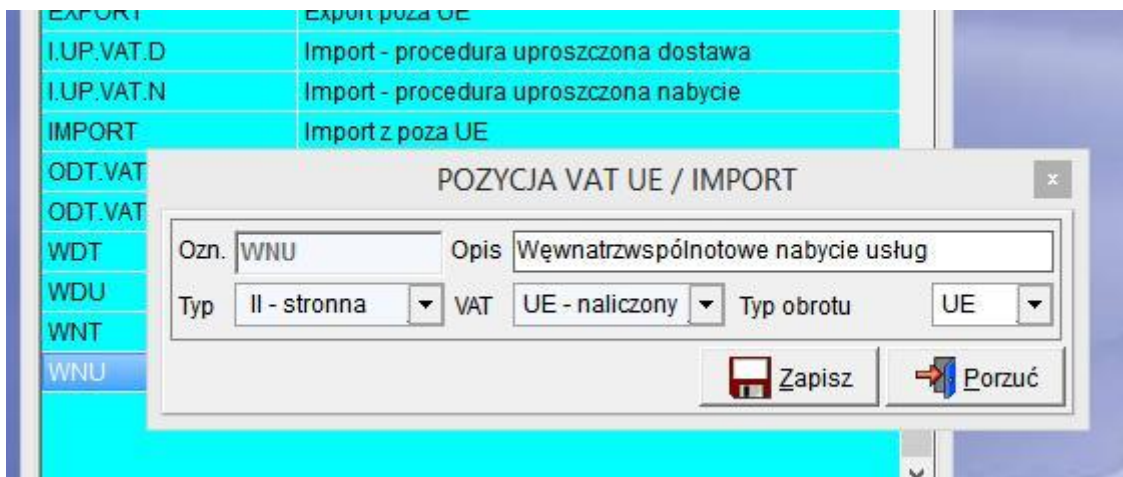 EXPORT Export poza UE
I.UP.VAT.D Import - procedura uproszczona dostawa
I.UP.VAT.N Import - procedura uproszczona nabycie
IMPORT Import z poza UE
ODT.VAT
POZYCJA VAT UE / IMPORT
x
ODT.VAT
WDT
Ozn. WNU Opis Węwnatrzwspólnotowe nabycie usług
WDU
Typ II - stronna VAT UE - naliczony Typ obrotu UE
WNT
WNU
Zapisz Porzuć